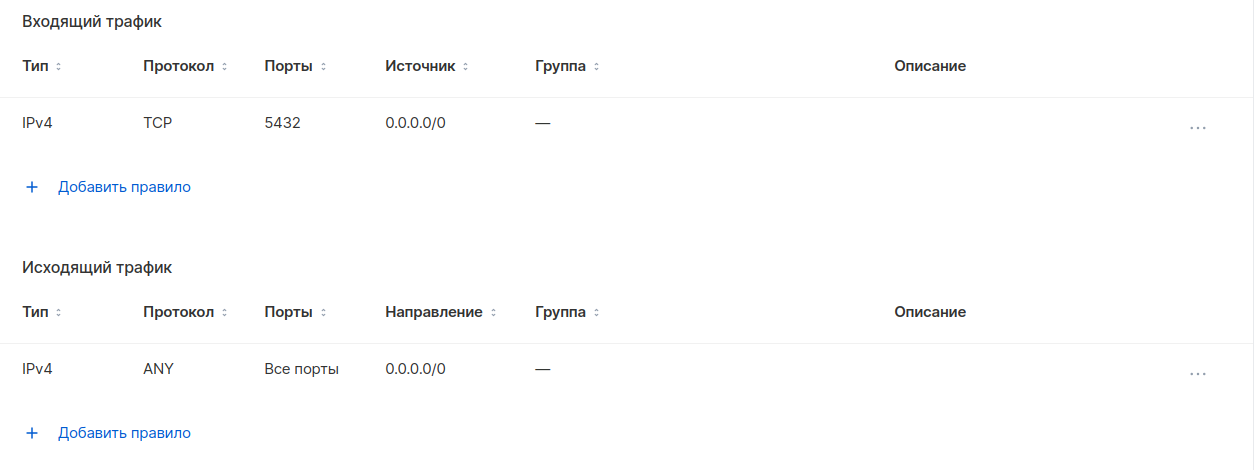 Входящий трафик
Тип Протокол Порты Источник Группа Описание
IPv4 TCP 5432 0.0.0.0/0 — ...
+ Добавить правило
Исходящий трафик
Тип Протокол Порты Направление Группа Описание
IPv4 ANY Все порты 0.0.0.0/0 — ...
+ Добавить правило